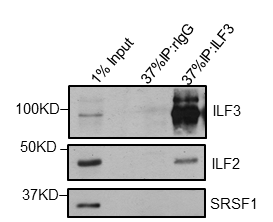 1% Input
37%IP:rIgG
37%IP:ILF3
100KD
ILF3
50KD
ILF2
37KD
SRSF1